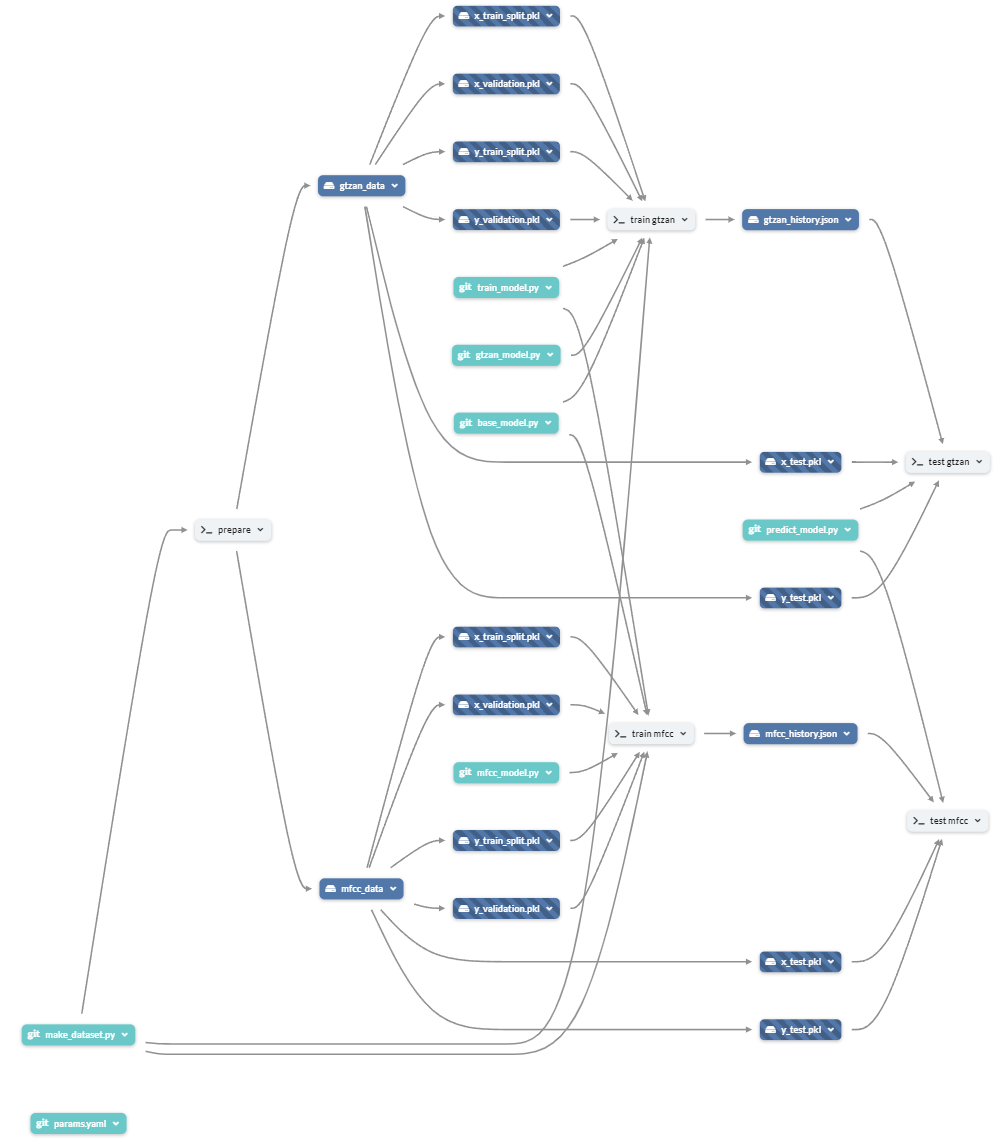 x_train_split.pkl
x_validation.pkl
y_train_split.pkl
gtzan_data
y_validation.pkl
>_ train gtzan
gtzan_history.json
git train_model.py
git gtzan_model.py
git base_model.py
x_test.pkl
>_ test gtzan
>_ prepare
git predict_model.py
y_test.pkl
x_train_split.pkl
x_validation.pkl
>_ train mfcc
mfcc_history.json
git mfcc_model.py
>_ test mfcc
y_train_split.pkl
mfcc_data
y_validation.pkl
x_test.pkl
y_test.pkl
git make_dataset.py
git params.yaml